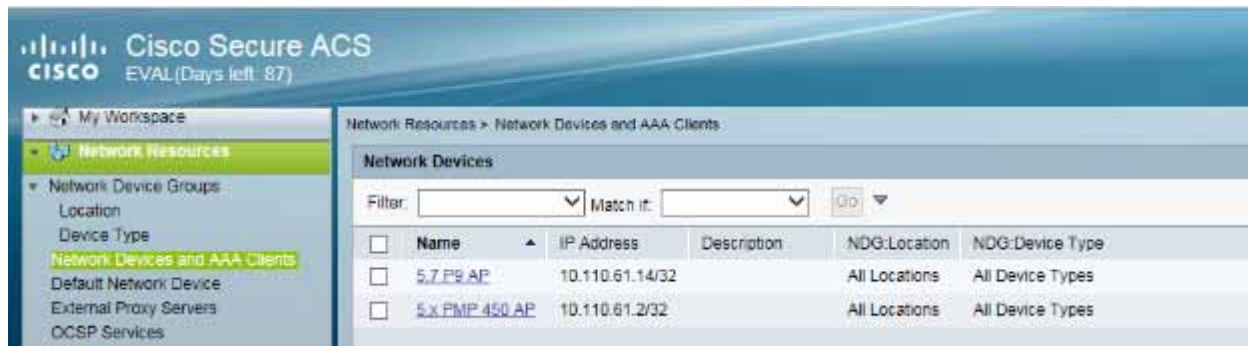 Cisco Secure ACS
CISCO EVAL(Days left: 87)
My Workspace
Network Resources
Network Device Groups
Location
Device Type
Network Devices and AAA Clients
Default Network Device
External Proxy Servers
OCSP Services
Network Resources > Network Devices and AAA Clients
Network Devices
Filter: Match if: Go
Name IP Address Description NDG:Location NDG:Device Type
5.7 P9 AP 10.110.61.14/32 All Locations All Device Types
5.x PMP 450 AP 10.110.61.2/32 All Locations All Device Types